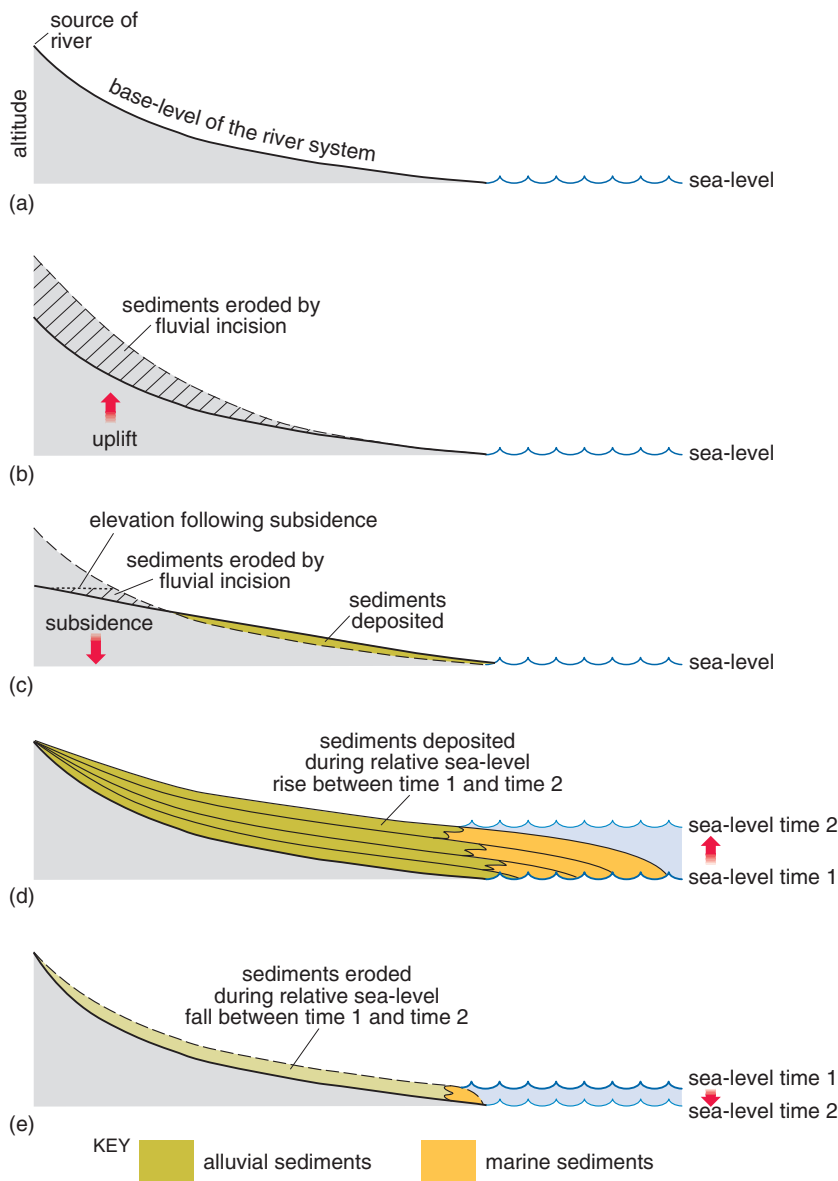 source of
river
altitude
base-level of the river system
sea-level
(a)
sediments eroded by
fluvial incision
uplift
sea-level
(b)
elevation following subsidence
sediments eroded by
fluvial incision
sediments
deposited
subsidence
sea-level
(c)
sediments deposited
during relative sea-level
rise between time 1 and time 2
sea-level time 2
sea-level time 1
(d)
sediments eroded
during relative sea-level
fall between time 1 and time 2
sea-level time 1
sea-level time 2
(e)
KEY
alluvial sediments
marine sediments